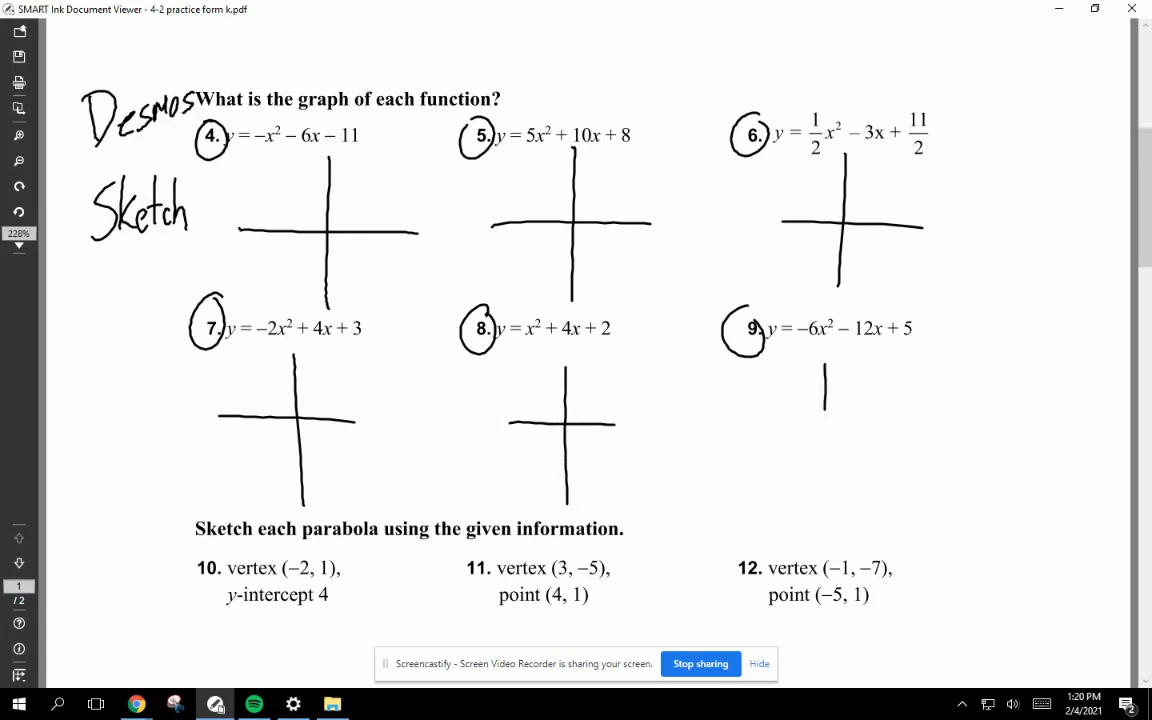 SMART Ink Document Viewer - 4-2 practice form k.pdf
Desmos What is the graph of each function?
4. y = −x² − 6x − 11
5. y = 5x² + 10x + 8
6. y = 1/2 x² − 3x + 11/2
Sketch
228%
7. y = −2x² + 4x + 3
8. y = x² + 4x + 2
9. y = −6x² − 12x + 5
Sketch each parabola using the given information.
10. vertex (−2, 1),
y-intercept 4
11. vertex (3, −5),
point (4, 1)
12. vertex (−1, −7),
point (−5, 1)
1
/ 2
Screencastify - Screen Video Recorder is sharing your screen.
Stop sharing
Hide
1:20 PM
2/4/2021
2